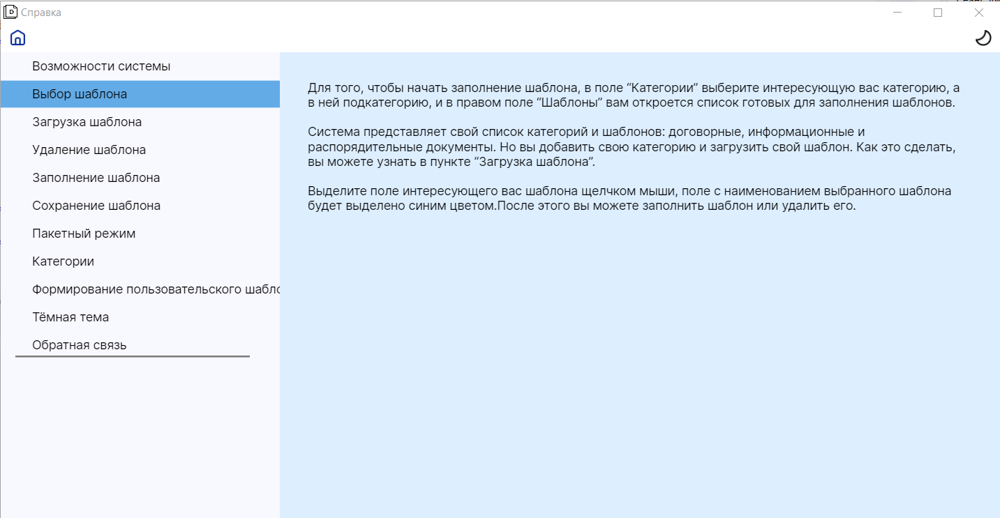 Справка
Возможности системы
Выбор шаблона
Загрузка шаблона
Удаление шаблона
Заполнение шаблона
Сохранение шаблона
Пакетный режим
Категории
Формирование пользовательского
Тёмная тема
Обратная связь
Для того, чтобы начать заполнение шаблона, в поле “Категории” выберите интересующую вас категорию, а
в ней подкатегорию, и в правом поле “Шаблоны” вам откроется список готовых для заполнения шаблонов.
Система представляет свой список категорий и шаблонов: договорные, информационные и
распорядительные документы. Но вы добавить свою категорию и загрузить свой шаблон. Как это сделать,
вы можете узнать в пункте “Загрузка шаблона”.
Выделите поле интересующего вас шаблона щелчком мыши, поле с наименованием выбранного шаблона
будет выделено синим цветом.После этого вы можете заполнить шаблон или удалить его.